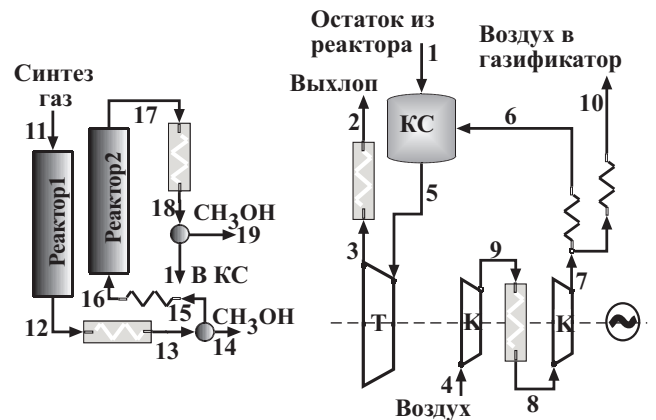 Синтез
газ
11
Реактор1
12
13
CH3OH
14
15
16
Реактор2
17
18
CH3OH
19
1 В КС
Остаток из
реактора
1
Выхлоп
2
КС
3
5
6
Т
4
Воздух
К
9
8
К
7
Воздух в
газификатор
10